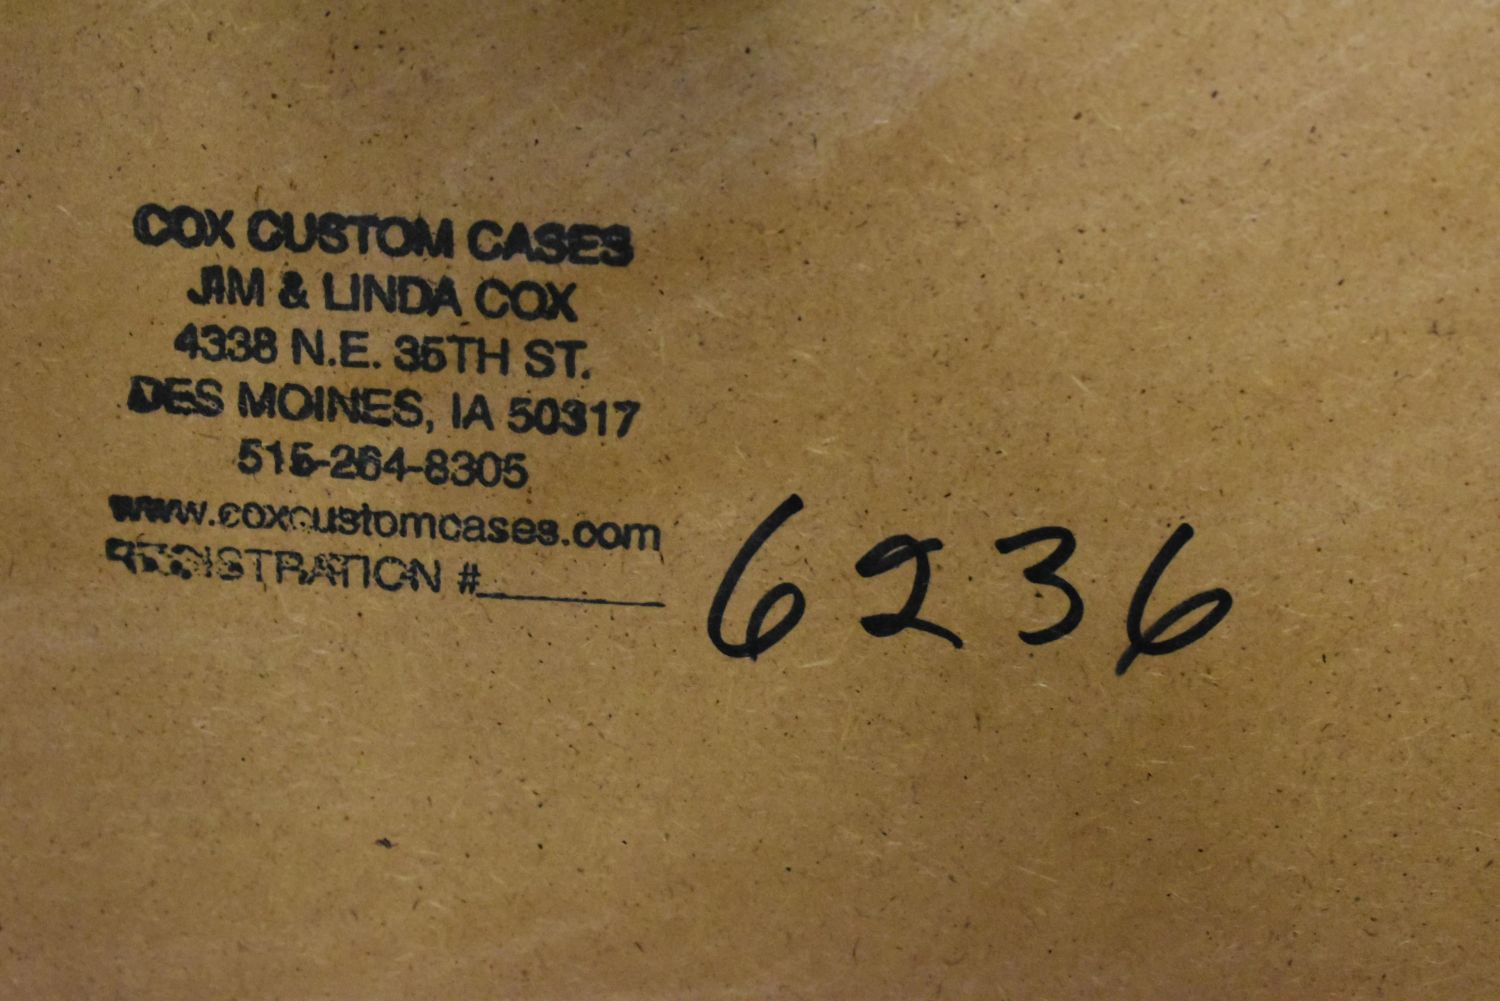 COX CUSTOM CASES
JIM & LINDA COX
4338 N.E. 35TH ST.
DES MOINES, IA 50317
515-264-8305
www.coxcustomcases.com
REGISTRATION #______ 6236